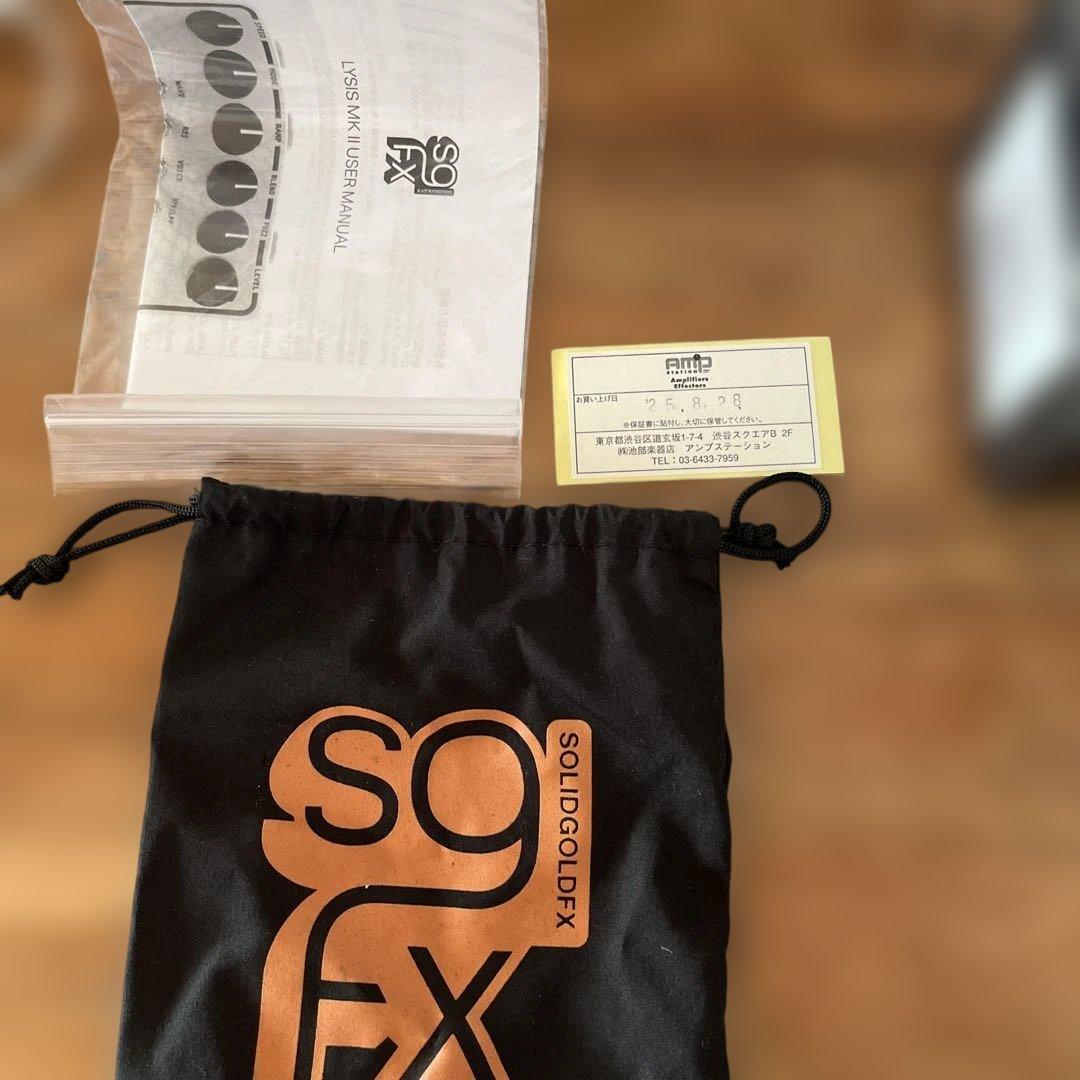 SPEED
MODE
RAMP
BLEND
FUZZ
LEVEL
WAVE
RES
VOICE
LYSIS MK II USER MANUAL
SG
FX
SOLIDGOLDFX
AMP
STATION
Amplifiers
Effectors
お買い上げ日 '25. 8. 28
※保証書に貼付し、大切に保管してください。
東京都渋谷区道玄坂1-7-4 渋谷スクエアB 2F
㈱池部楽器店 アンプステーション
TEL:03-6433-7959
SG
FX
SOLIDGOLDFX